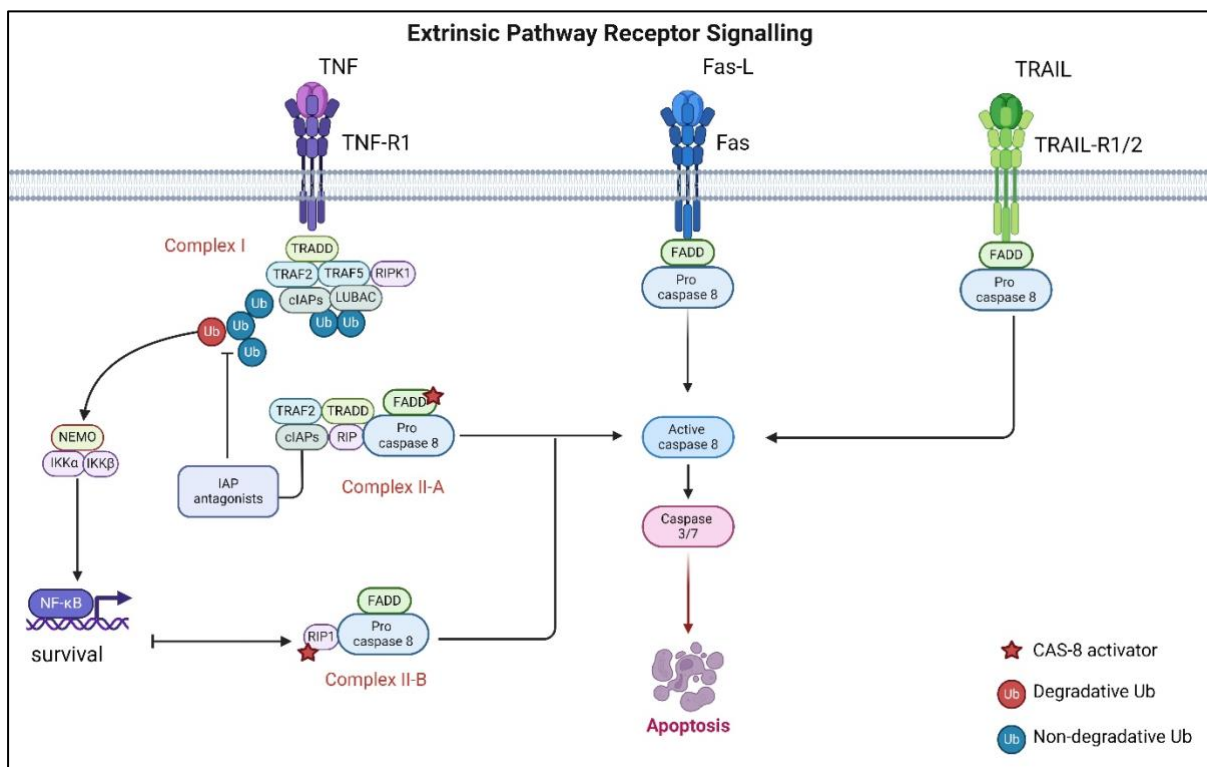 Extrinsic Pathway Receptor Signalling
TNF
Fas-L
TRAIL
TNF-R1
Fas
TRAIL-R1/2
Complex I
TRADD
TRAF2
TRAF5
RIPK1
cIAPs
LUBAC
Ub
Ub
Ub
Ub
Ub
Ub
FADD
Pro
caspase 8
FADD
Pro
caspase 8
NEMO
IKKα
IKKβ
TRAF2
TRADD
FADD
cIAPs
RIP
Pro
caspase 8
Complex II-A
IAP
antagonists
Active
caspase 8
Caspase
3/7
NF-κB
survival
FADD
RIP1
Pro
caspase 8
Complex II-B
Apoptosis
CAS-8 activator
Ub
Degradative Ub
Ub
Non-degradative Ub